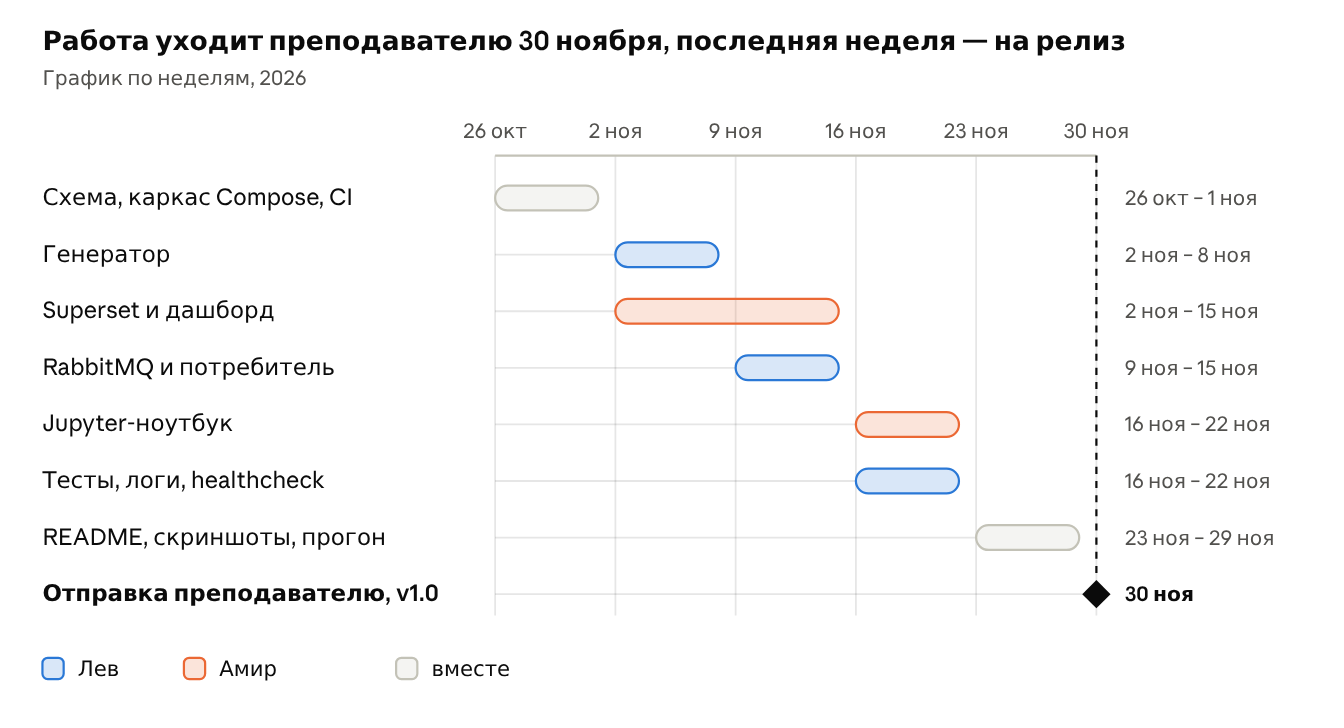 Работа уходит преподавателю 30 ноября, последняя неделя — на релиз
График по неделям, 2026
26 окт 2 ноя 9 ноя 16 ноя 23 ноя 30 ноя
Схема, каркас Compose, CI 26 окт – 1 ноя
Генератор 2 ноя – 8 ноя
Superset и дашборд 2 ноя – 15 ноя
RabbitMQ и потребитель 9 ноя – 15 ноя
Jupyter-ноутбук 16 ноя – 22 ноя
Тесты, логи, healthcheck 16 ноя – 22 ноя
README, скриншоты, прогон 23 ноя – 29 ноя
Отправка преподавателю, v1.0 30 ноя
Лев Амир вместе